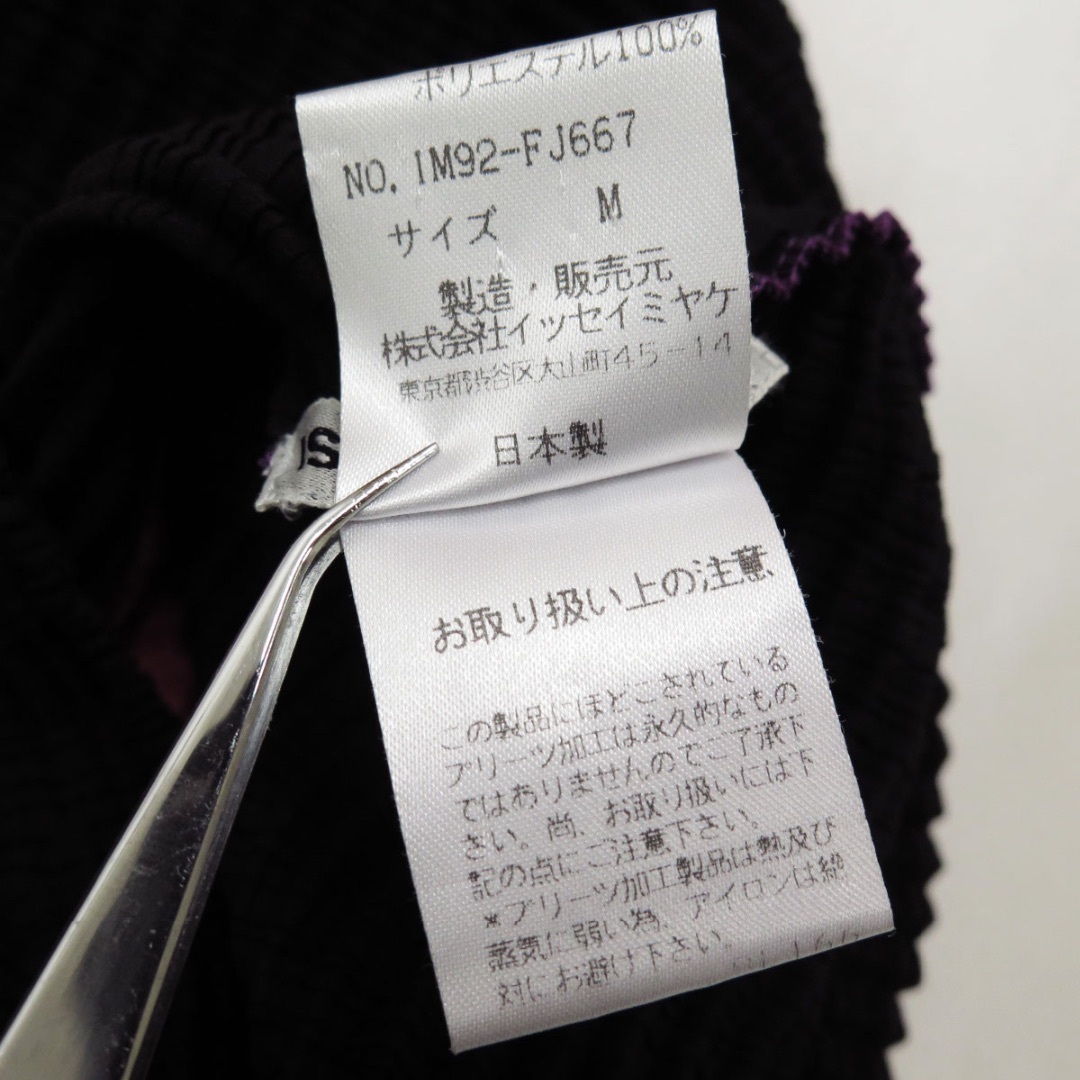 ポリエステル100%
NO. IM92-FJ667
サイズ M
製造・販売元
株式会社イッセイミヤケ
東京都渋谷区大山町45-14
日本製
お取り扱い上の注意
この製品にほどこされている
プリーツ加工は永久的なもの
ではありませんのでご了承下
さい。尚、お取り扱いには下
記の点にご注意下さい。
*プリーツ加工製品は熱及び
蒸気に弱い為、アイロンは絶
対にお避け下さい。